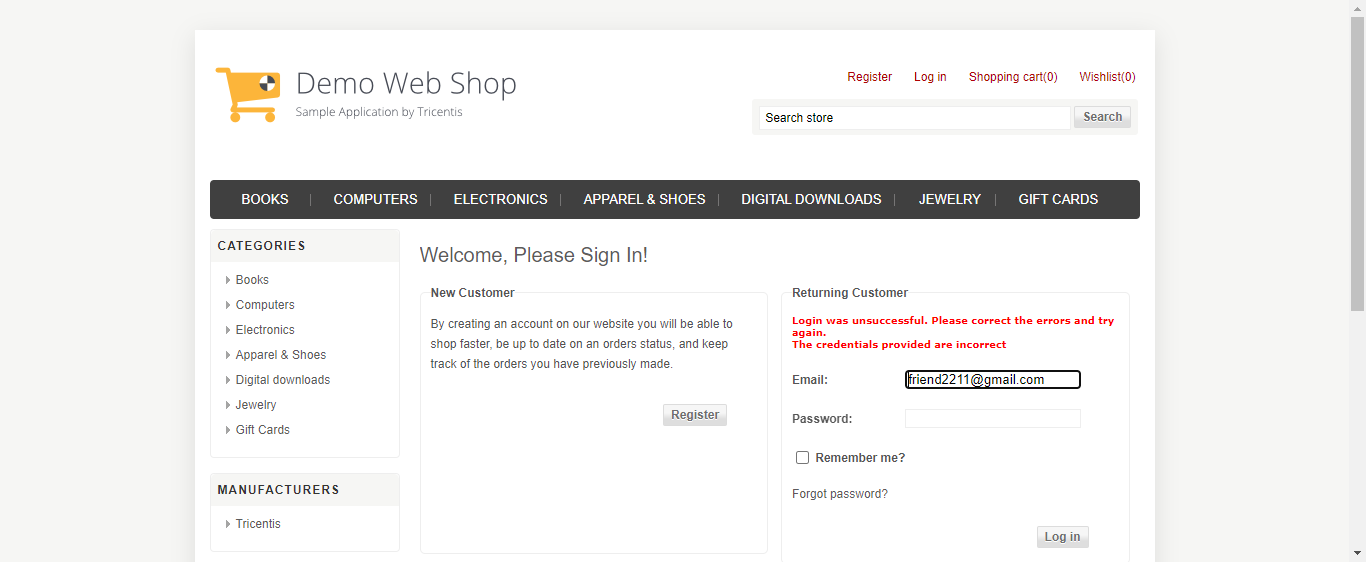 Demo Web Shop
Sample Application by Tricentis
Register Log in Shopping cart(0) Wishlist(0)
Search store Search
BOOKS COMPUTERS ELECTRONICS APPAREL & SHOES DIGITAL DOWNLOADS JEWELRY GIFT CARDS
CATEGORIES
Books
Computers
Electronics
Apparel & Shoes
Digital downloads
Jewelry
Gift Cards
MANUFACTURERS
Tricentis
Welcome, Please Sign In!
New Customer
By creating an account on our website you will be able to
shop faster, be up to date on an orders status, and keep
track of the orders you have previously made.
Register
Returning Customer
Login was unsuccessful. Please correct the errors and try
again.
The credentials provided are incorrect
Email: friend2211@gmail.com
Password:
Remember me?
Forgot password?
Log in